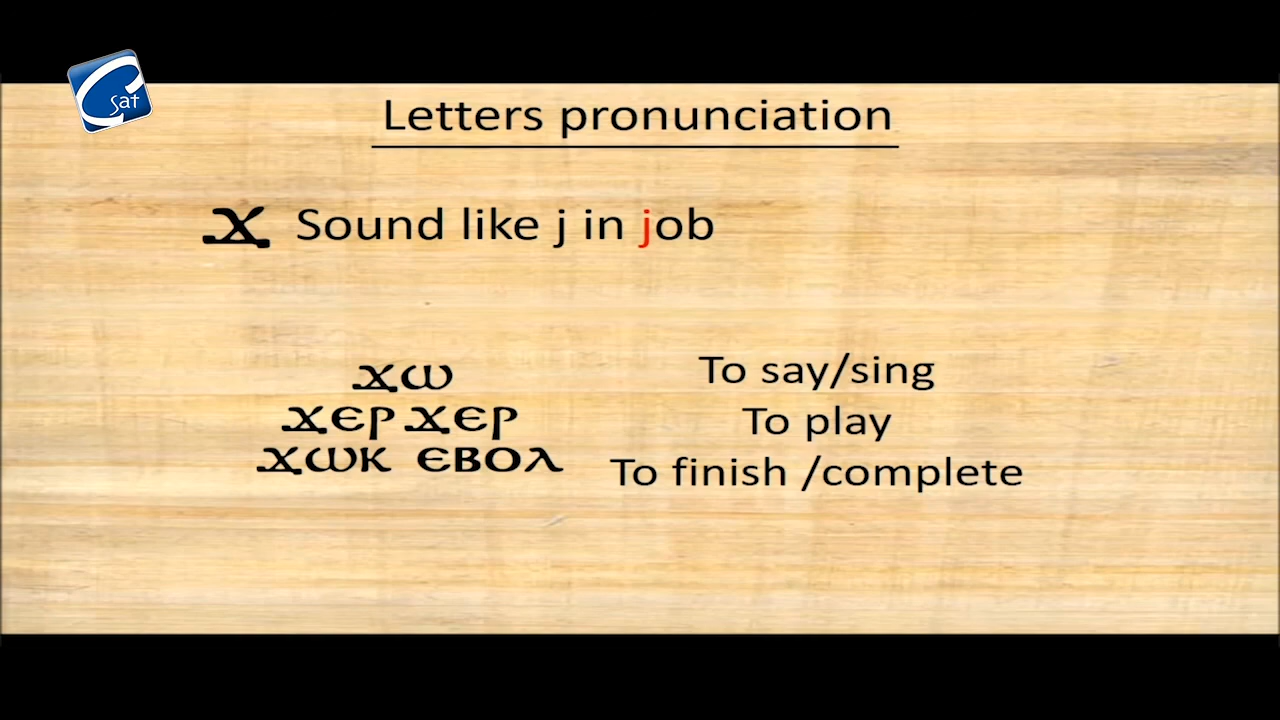 Sat
Letters pronunciation
ϫ Sound like j in job
ϫⲱ To say/sing
ϫⲉⲣϫⲉⲣ To play
ϫⲱⲕ ⲉⲃⲟⲗ To finish /complete